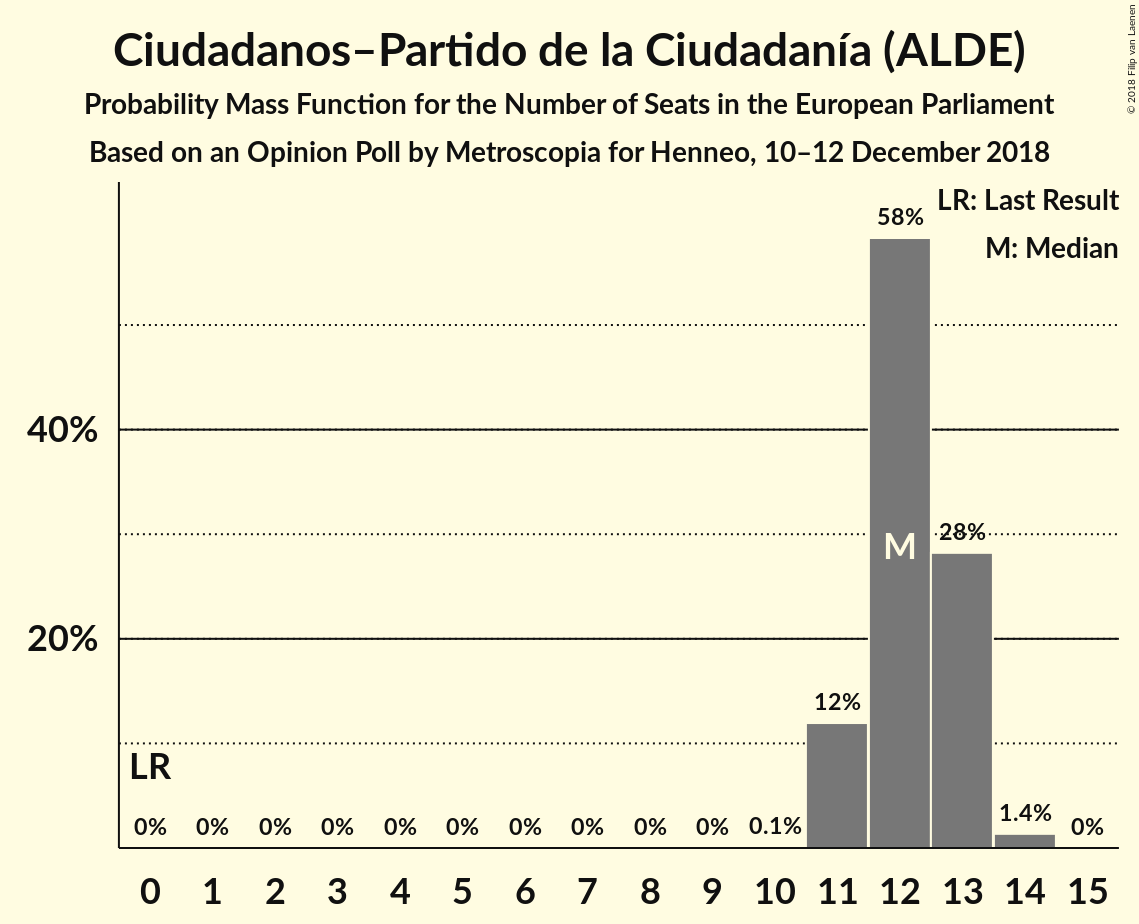 Ciudadanos–Partido de la Ciudadanía (ALDE)
Probability Mass Function for the Number of Seats in the European Parliament
Based on an Opinion Poll by Metroscopia for Henneo, 10–12 December 2018
© 2018 Filip van Laenen
LR: Last Result
M: Median
58%
40%
28%
M
20%
12%
LR
0% 0% 0% 0% 0% 0% 0% 0% 0% 0% 0.1% 1.4% 0%
0 1 2 3 4 5 6 7 8 9 10 11 12 13 14 15